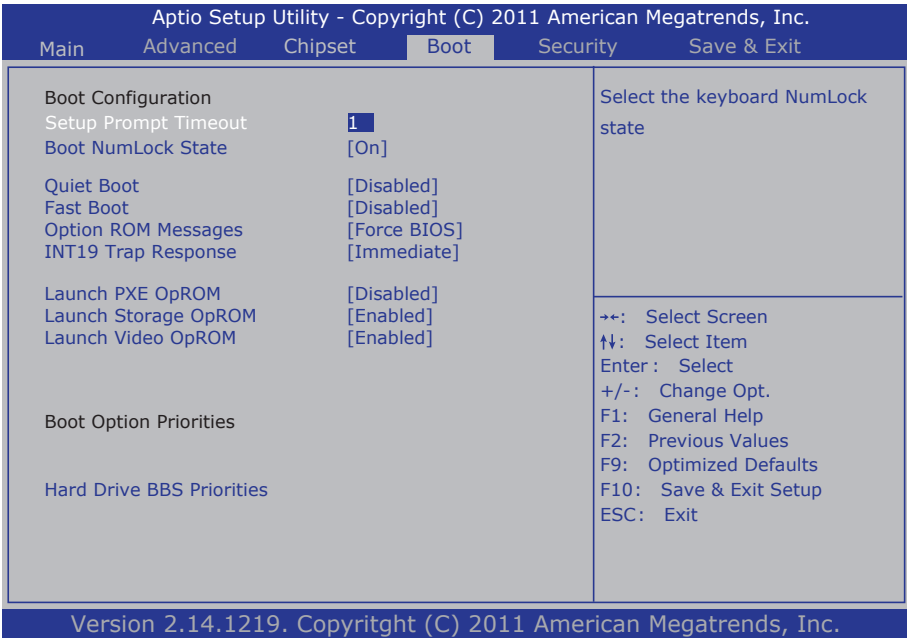 Aptio Setup Utility - Copyright (C) 2011 American Megatrends, Inc.
Main Advanced Chipset Boot Security Save & Exit
Boot Configuration
Setup Prompt Timeout 1
Boot NumLock State [On]
Quiet Boot [Disabled]
Fast Boot [Disabled]
Option ROM Messages [Force BIOS]
INT19 Trap Response [Immediate]
Launch PXE OpROM [Disabled]
Launch Storage OpROM [Enabled]
Launch Video OpROM [Enabled]
Boot Option Priorities
Hard Drive BBS Priorities
Select the keyboard NumLock
state
→←: Select Screen
↑↓: Select Item
Enter : Select
+/-: Change Opt.
F1: General Help
F2: Previous Values
F9: Optimized Defaults
F10: Save & Exit Setup
ESC: Exit
Version 2.14.1219. Copyritght (C) 2011 American Megatrends, Inc.